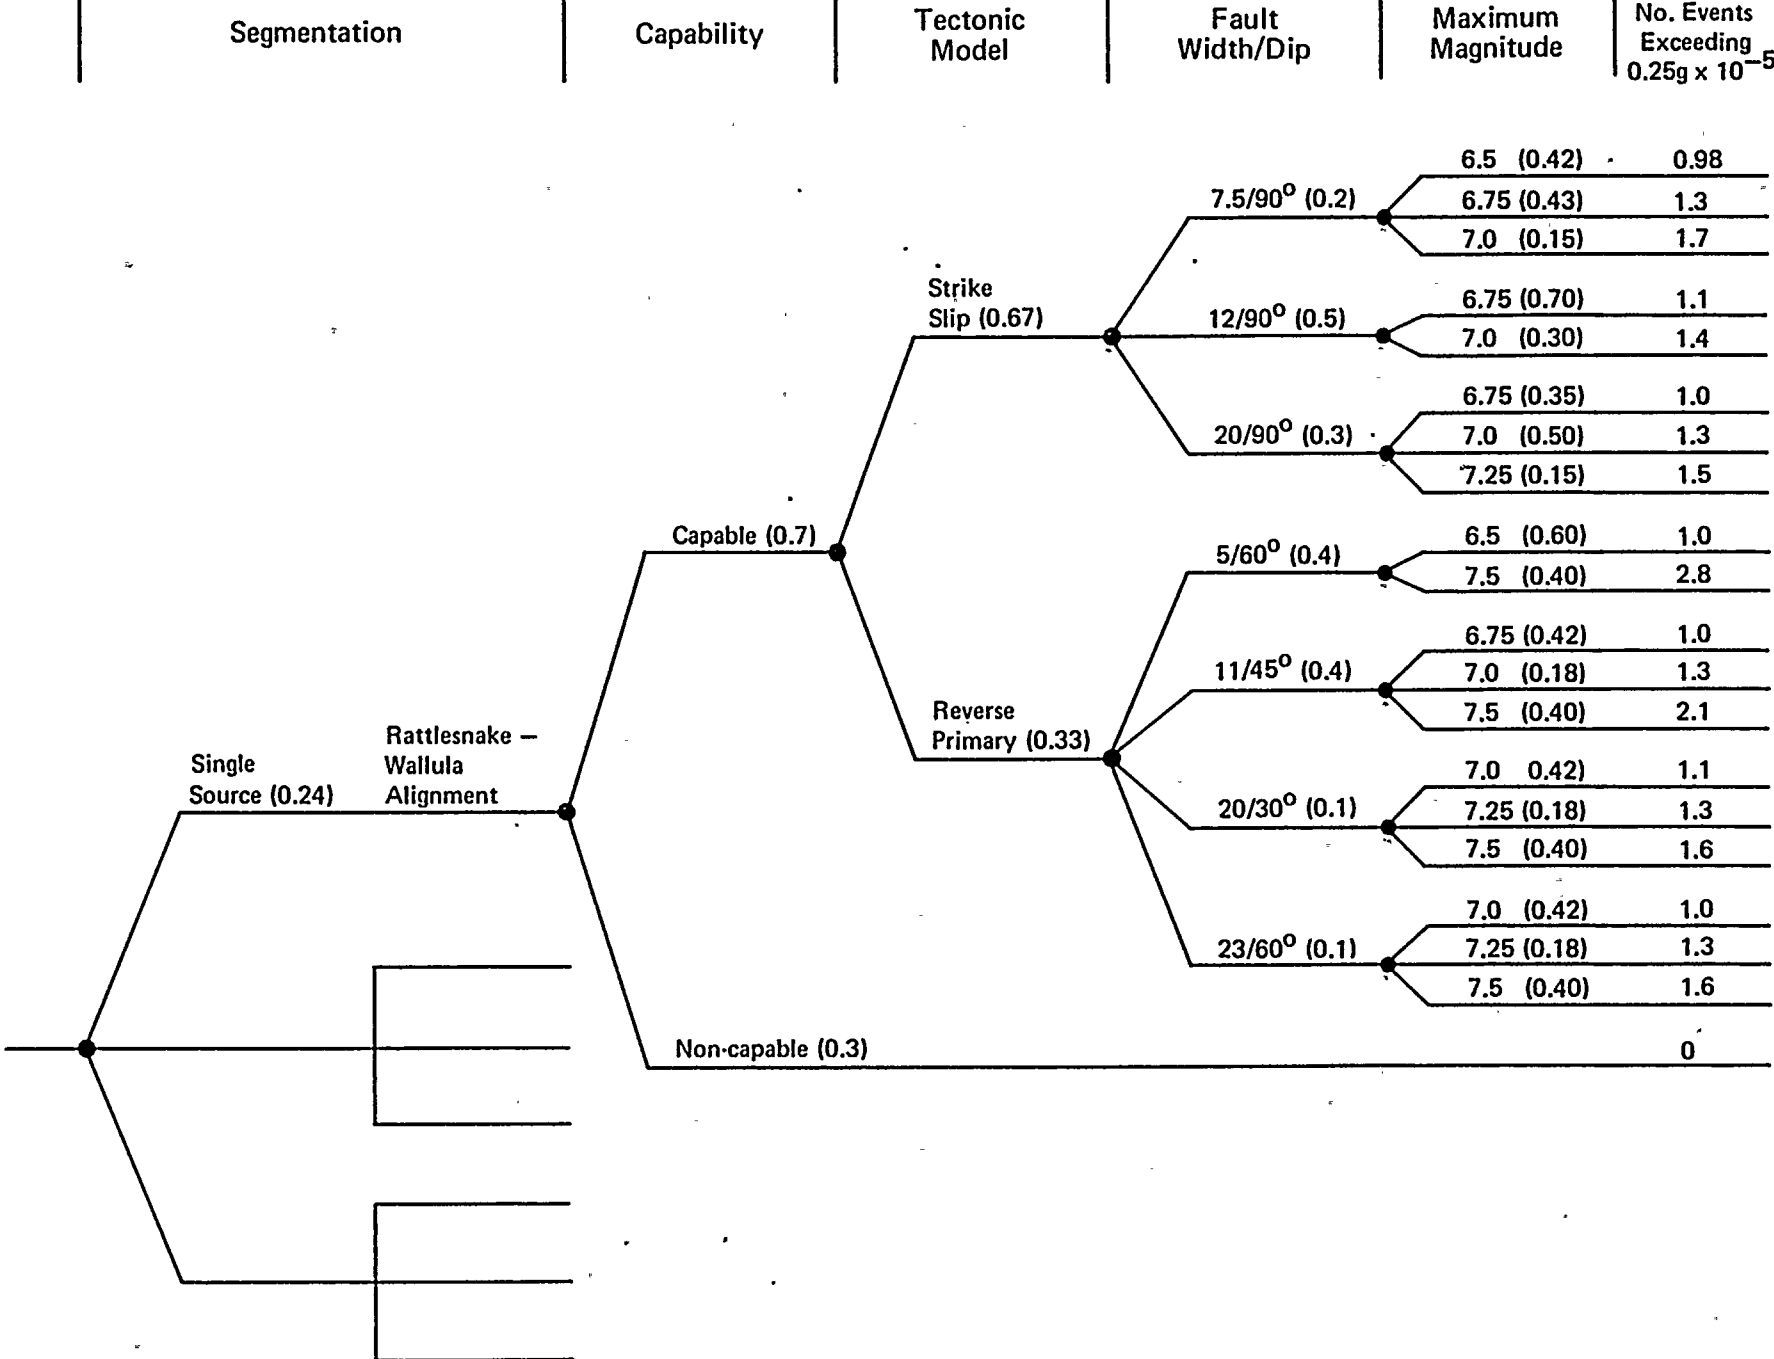 Segmentation
Capability
Tectonic
Model
Fault
Width/Dip
Maximum
Magnitude
No. Events
Exceeding
0.25g x 10⁻⁵
6.5 (0.42) 0.98
7.5/90° (0.2)
6.75 (0.43) 1.3
7.0 (0.15) 1.7
Strike
Slip (0.67)
6.75 (0.70) 1.1
12/90° (0.5)
7.0 (0.30) 1.4
6.75 (0.35) 1.0
20/90° (0.3)
7.0 (0.50) 1.3
7.25 (0.15) 1.5
Capable (0.7)
6.5 (0.60) 1.0
5/60° (0.4)
7.5 (0.40) 2.8
6.75 (0.42) 1.0
11/45° (0.4)
7.0 (0.18) 1.3
7.5 (0.40) 2.1
Reverse
Primary (0.33)
Single
Source (0.24)
Rattlesnake –
Wallula
Alignment
7.0 0.42) 1.1
20/30° (0.1)
7.25 (0.18) 1.3
7.5 (0.40) 1.6
7.0 (0.42) 1.0
23/60° (0.1)
7.25 (0.18) 1.3
7.5 (0.40) 1.6
Non-capable (0.3) 0